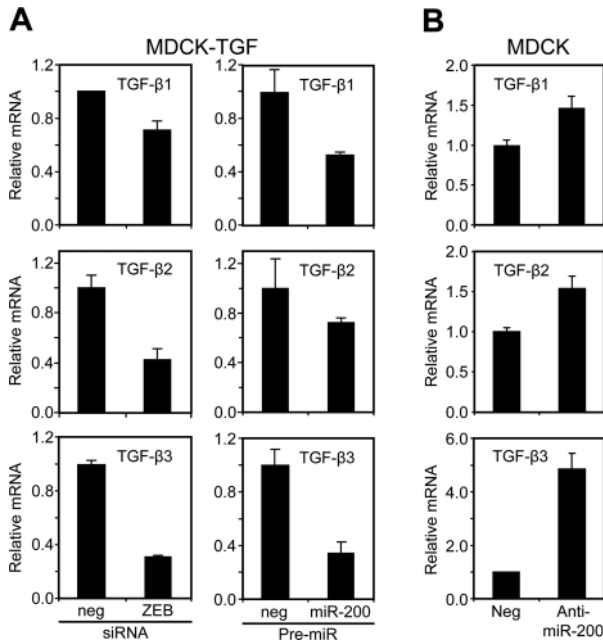 A
B
MDCK-TGF
MDCK
Relative mRNA
1.2
0.8
0.4
0.0
TGF-β1
1.2
0.8
0.4
0.0
TGF-β1
Relative mRNA
2.0
1.5
1.0
0.5
0.0
TGF-β1
Relative mRNA
1.2
0.8
0.4
0.0
TGF-β2
1.2
0.8
0.4
0.0
TGF-β2
Relative mRNA
2.0
1.5
1.0
0.5
0.0
TGF-β2
Relative mRNA
1.2
0.8
0.4
0.0
TGF-β3
1.2
0.8
0.4
0.0
TGF-β3
Relative mRNA
6.0
4.0
2.0
0.0
TGF-β3
neg ZEB
siRNA
neg miR-200
Pre-miR
Neg Anti-
miR-200